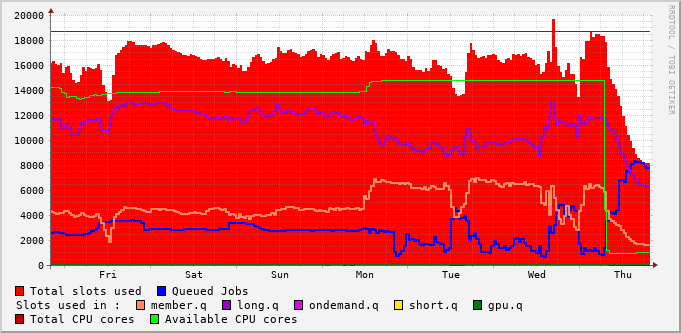 20000
18000
16000
14000
12000
10000
8000
6000
4000
2000
0
Fri Sat Sun Mon Tue Wed Thu
Total slots used Queued Jobs
Slots used in : member.q long.q ondemand.q short.q gpu.q
Total CPU cores Available CPU cores
RRDTOOL / TOBI OETIKER